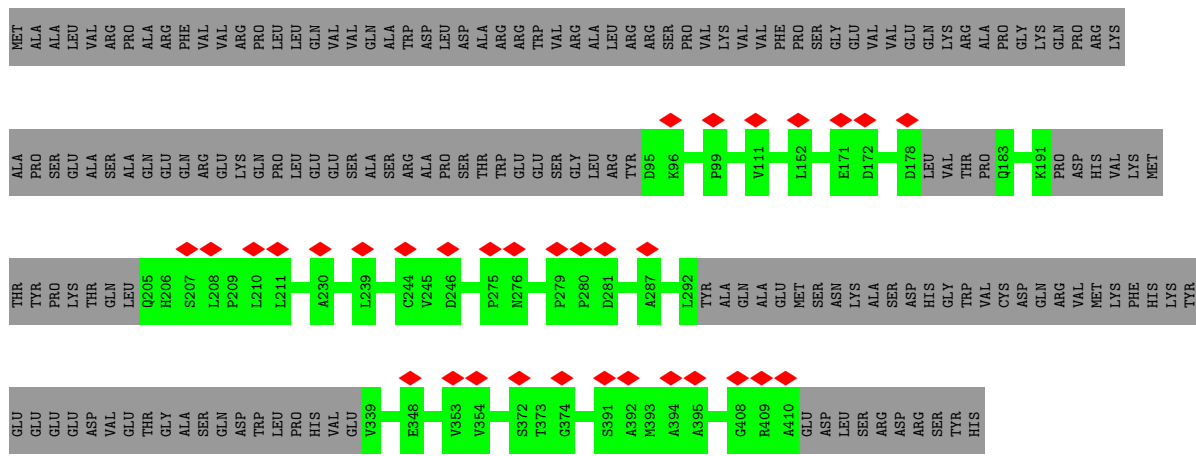 MET ALA ALA LEU VAL ARG PRO ALA ARG PHE VAL VAL ARG PRO LEU LEU GLN VAL VAL GLN ALA TRP ASP LEU ASP ALA ARG ARG TRP VAL ARG ALA LEU ARG ARG SER PRO VAL LYS VAL VAL PHE PRO SER GLY GLU VAL VAL GLU GLN LYS ARG ALA PRO GLY LYS GLN PRO ARG LYS
ALA PRO SER GLU ALA SER ALA GLN GLU GLN ARG GLU LYS GLN PRO LEU GLU GLU SER ALA SER ARG ALA PRO SER THR TRP GLU GLU SER GLY LEU ARG TYR D95 K96 P99 V111 L152 E171 D172 D178 LEU VAL THR PRO Q183 K191 PRO ASP HIS VAL LYS MET
THR TYR PRO LYS THR GLN LEU Q205 H206 S207 L208 P209 L210 L211 A230 L239 C244 V245 D246 P275 N276 P279 P280 D281 A287 L292 TYR ALA GLN ALA GLU MET SER ASN LYS ALA SER ASP HIS GLY TRP VAL CYS ASP GLN ARG VAL MET LYS PHE HIS LYS TYR
GLU GLU GLU GLU ASP VAL GLU THR GLY ALA SER GLN ASP TRP LEU PRO HIS VAL GLU V339 E348 V353 V354 S372 T373 G374 S391 A392 M393 A394 A395 G408 R409 A410 GLU ASP LEU SER ARG ASP ARG SER TYR HIS